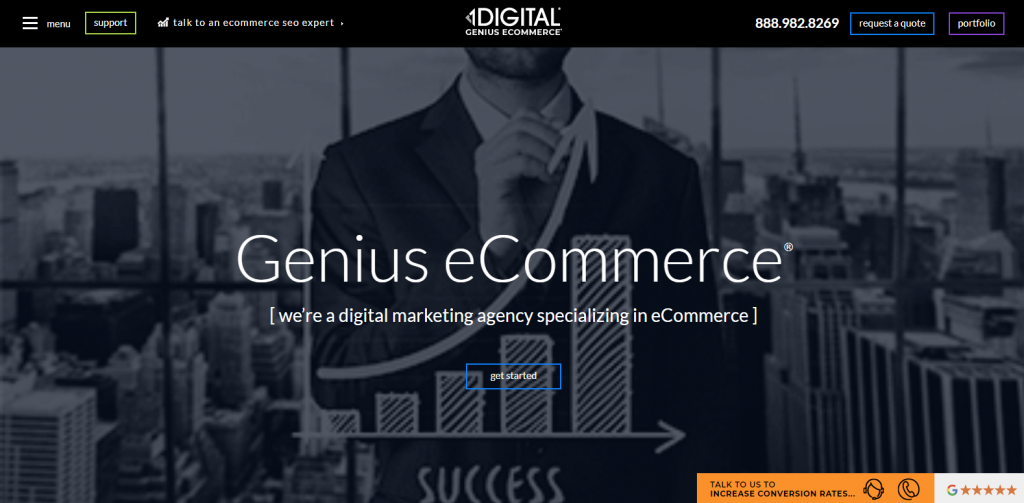 menu
support
talk to an ecommerce seo expert
1DIGITAL®
GENIUS ECOMMERCE®
888.982.8269
request a quote
portfolio
Genius eCommerce®
[ we're a digital marketing agency specializing in eCommerce ]
get started
SUCCESS
TALK TO US TO
INCREASE CONVERSION RATES...
G